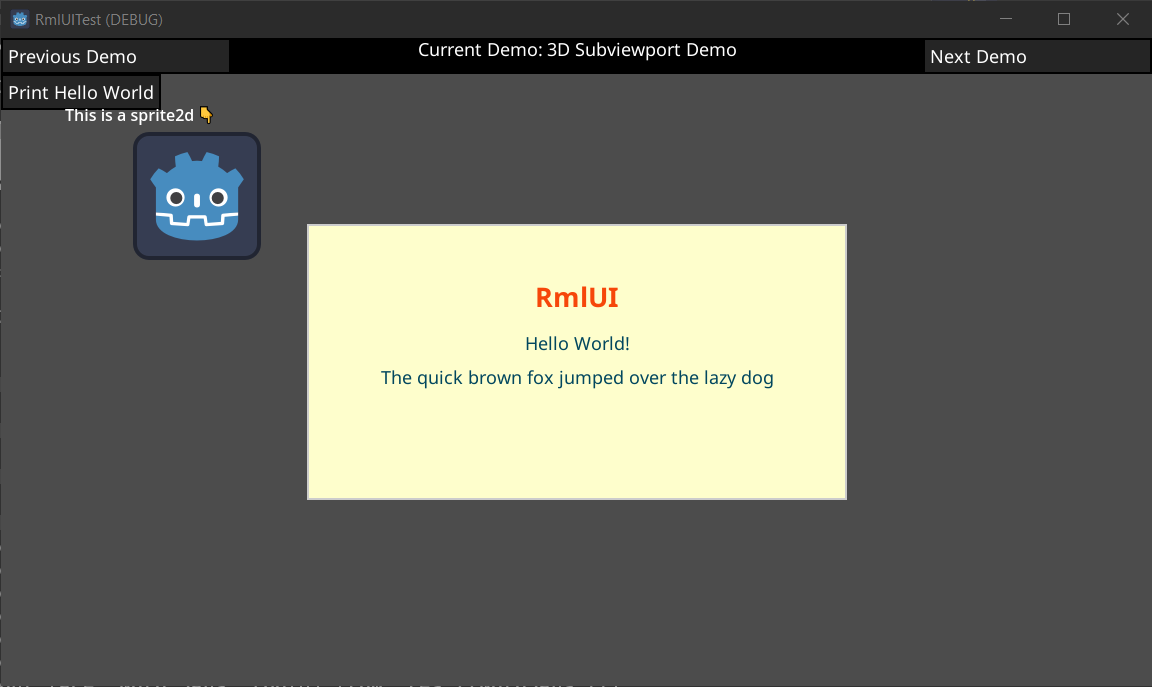 RmlUITest (DEBUG)
Previous Demo
Current Demo: 3D Subviewport Demo
Next Demo
Print Hello World
This is a sprite2d 👇
RmlUI
Hello World!
The quick brown fox jumped over the lazy dog